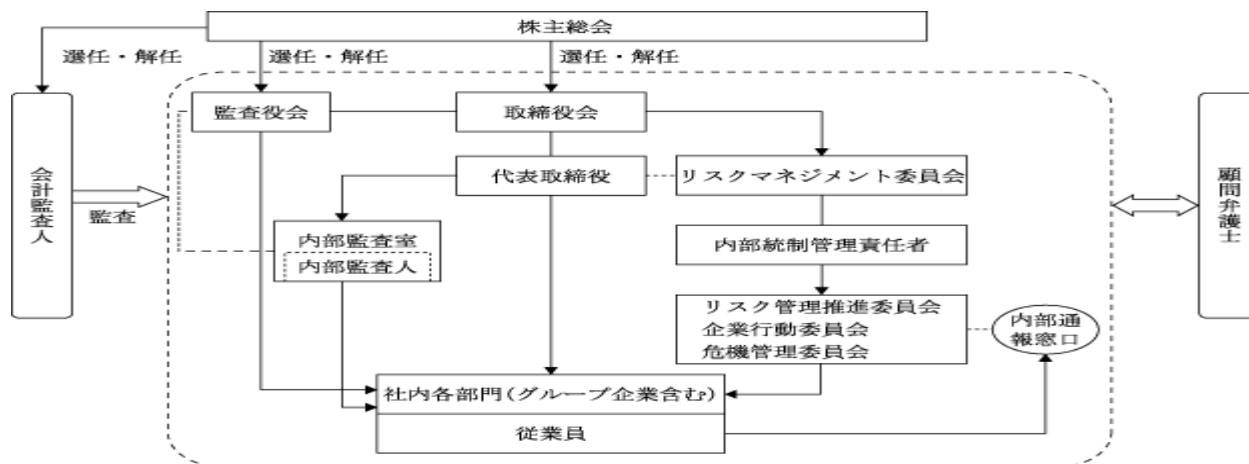 株主総会
選任・解任
選任・解任
選任・解任
監査役会
取締役会
会計監査人
監査
代表取締役
リスクマネジメント委員会
顧問弁護士
内部監査室
内部監査人
内部統制管理責任者
リスク管理推進委員会
企業行動委員会
危機管理委員会
内部通
報窓口
社内各部門(グループ企業含む)
従業員